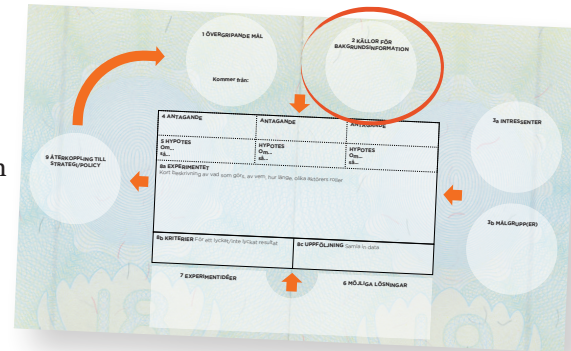 1 ÖVERGRIPANDE MÅL
Kommer från:
2 KÄLLOR FÖR
BAKGRUNDSINFORMATION
3a INTRESSENTER
3b MÅLGRUPP(ER)
4 ANTAGANDE
ANTAGANDE
ANTAGANDE
5 HYPOTES
Om...
så...
HYPOTES
Om...
så...
HYPOTES
Om...
så...
8a EXPERIMENTET
Kort beskrivning av vad som görs, av vem, hur länge, olika aktörers roller
8b KRITERIER För att lyckat/inte lyckat resultat
8c UPPFÖLJNING Samla in data
7 EXPERIMENTIDÉER
6 MÖJLIGA LÖSNINGAR
9 ÅTERKOPPLING TILL
STRATEGI/POLICY
n